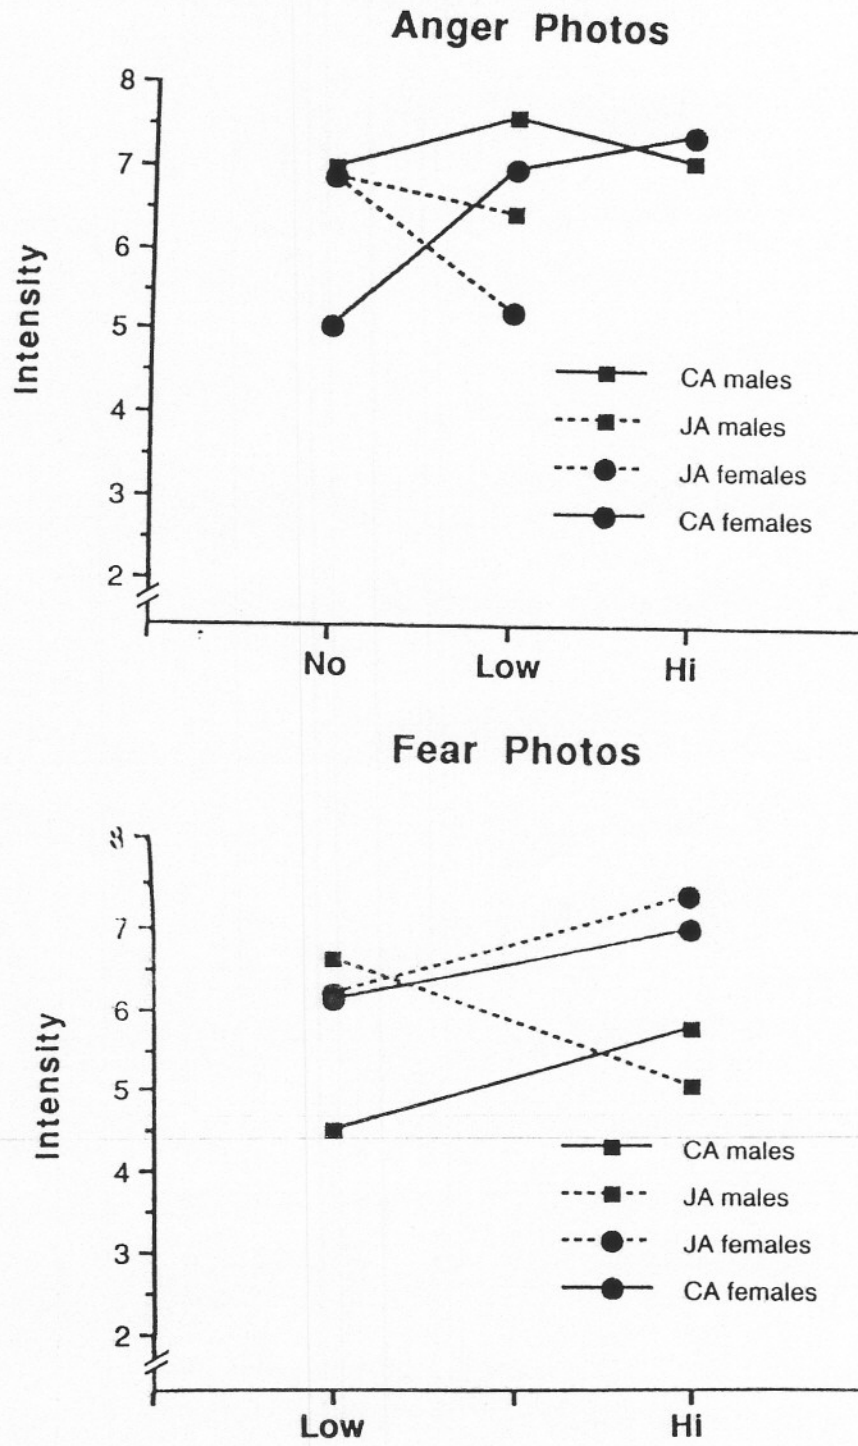 Anger Photos
8
7
6
5
4
3
2
Intensity
CA males
JA males
JA females
CA females
No Low Hi
Fear Photos
8
7
6
5
4
3
2
Intensity
CA males
JA males
JA females
CA females
Low Hi